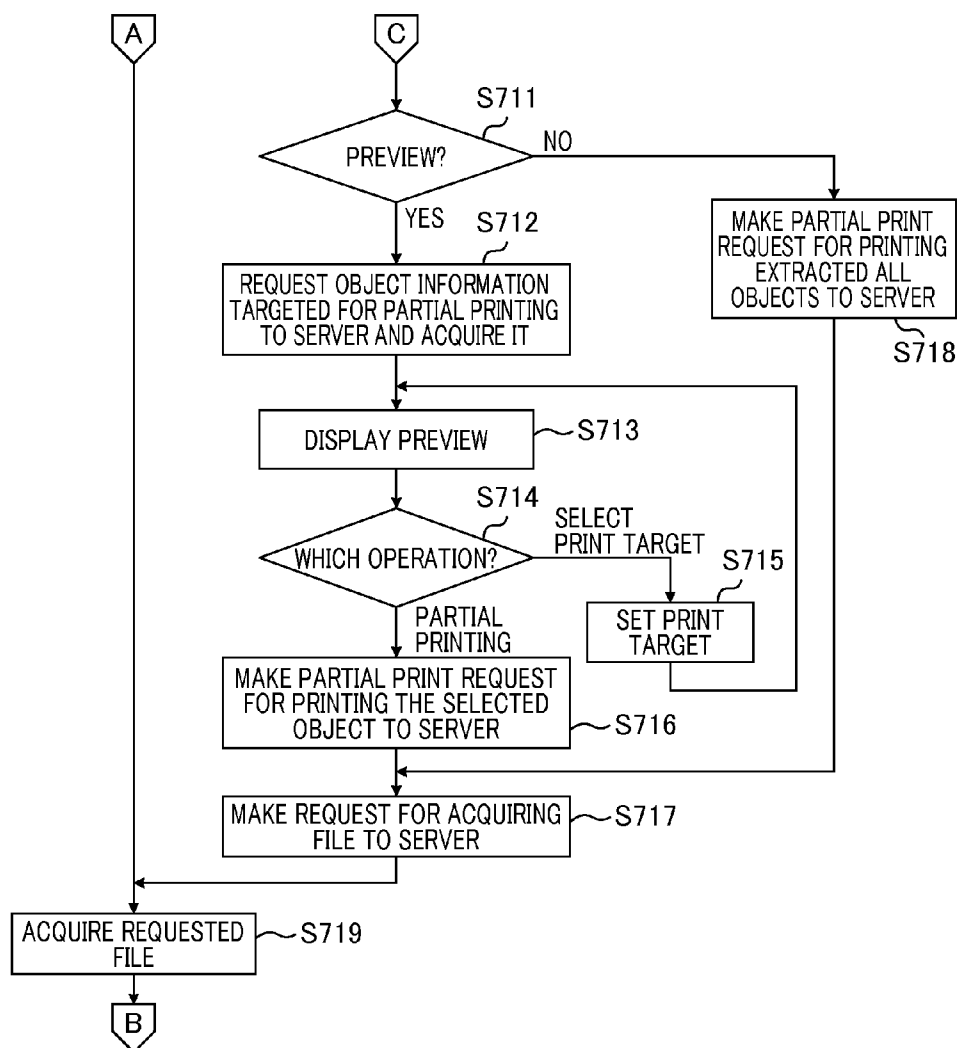 A
C
S711
PREVIEW?
NO
YES
S712
REQUEST OBJECT INFORMATION
TARGETED FOR PARTIAL PRINTING
TO SERVER AND ACQUIRE IT
MAKE PARTIAL PRINT
REQUEST FOR PRINTING
EXTRACTED ALL
OBJECTS TO SERVER
S718
DISPLAY PREVIEW
S713
S714
WHICH OPERATION?
SELECT
PRINT TARGET
S715
SET PRINT
TARGET
PARTIAL
PRINTING
MAKE PARTIAL PRINT REQUEST
FOR PRINTING THE SELECTED
OBJECT TO SERVER
S716
MAKE REQUEST FOR ACQUIRING
FILE TO SERVER
S717
ACQUIRE REQUESTED
FILE
S719
B